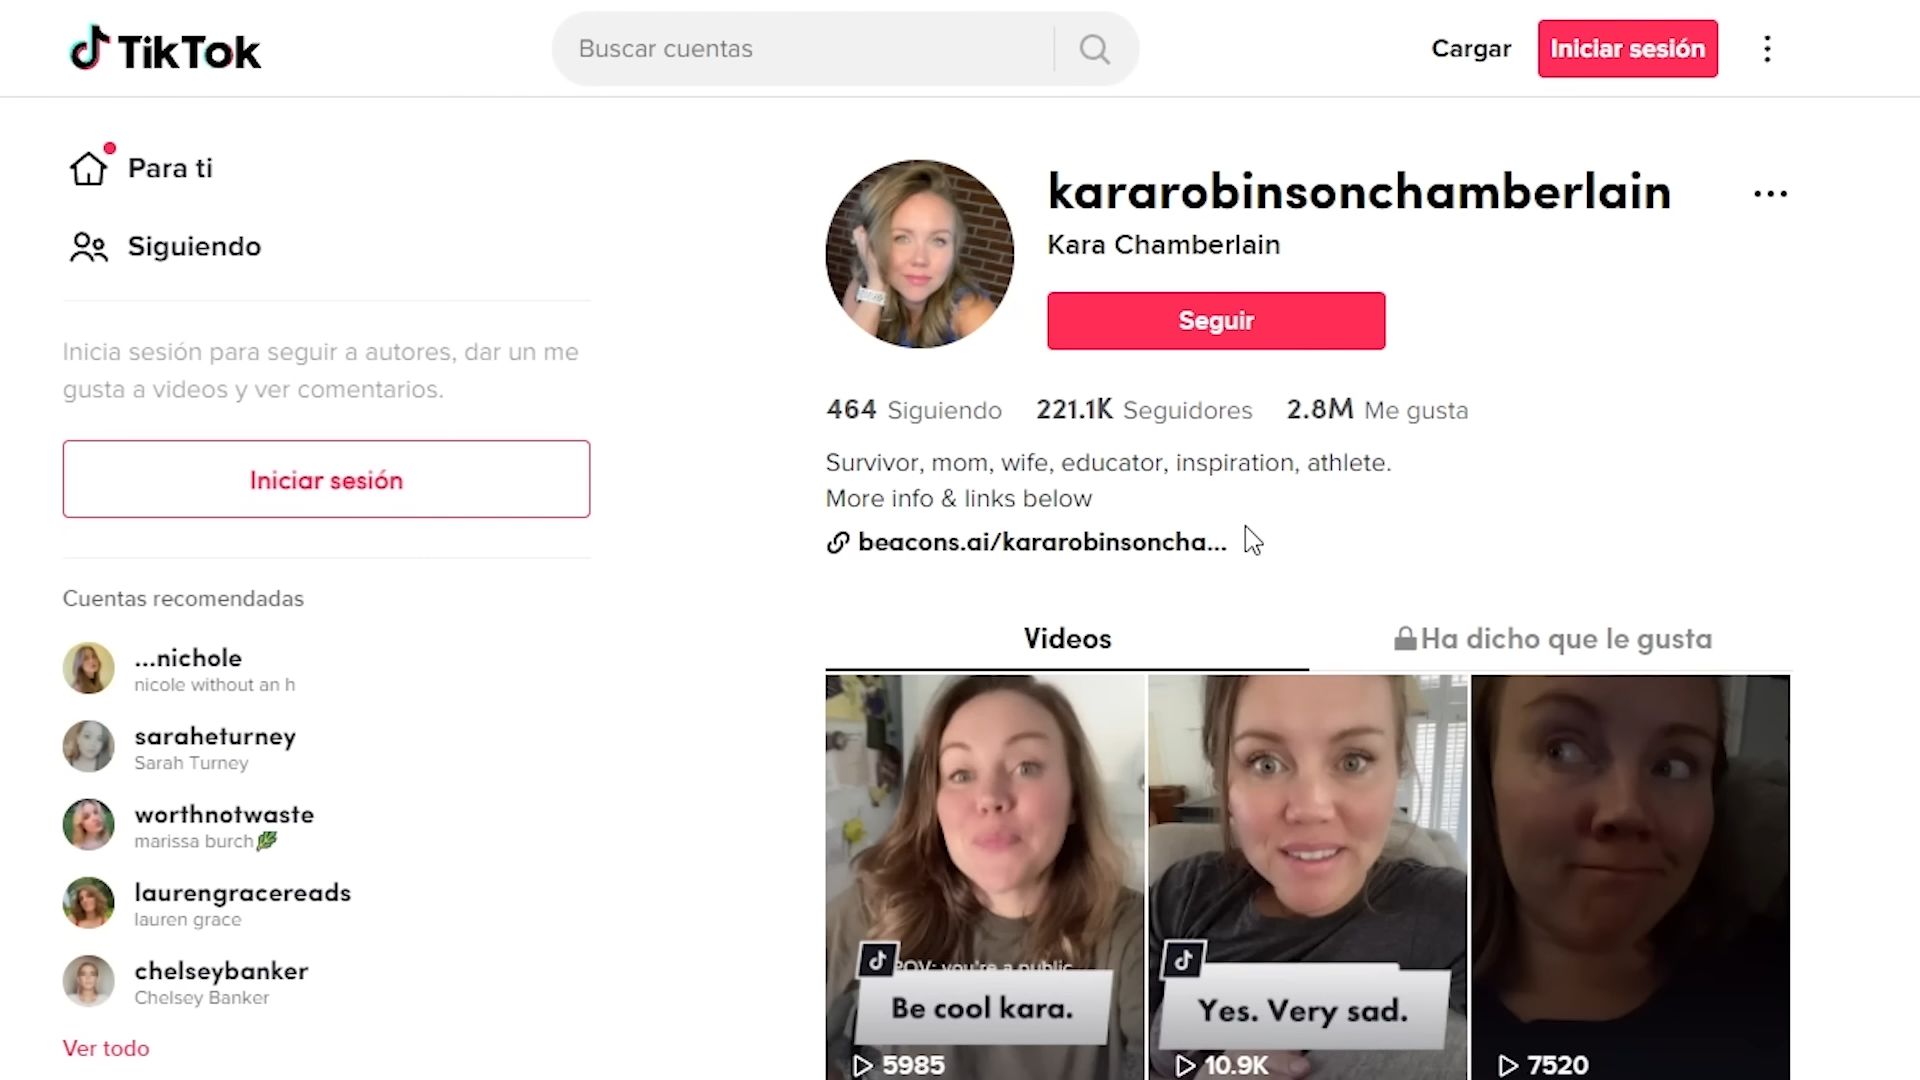 TikTok
Buscar cuentas
Cargar
Iniciar sesión
Para ti
Siguiendo
Inicia sesión para seguir a autores, dar un me
gusta a videos y ver comentarios.
Iniciar sesión
Cuentas recomendadas
...nichole
nicole without an h
saraheturney
Sarah Turney
worthnotwaste
marissa burch
laurengracereads
lauren grace
chelseybanker
Chelsey Banker
Ver todo
kararobinsonchamberlain
Kara Chamberlain
Seguir
464 Siguiendo 221.1K Seguidores 2.8M Me gusta
Survivor, mom, wife, educator, inspiration, athlete.
More info & links below
beacons.ai/kararobinsoncha...
Videos
Ha dicho que le gusta
POV: you're a public
Be cool kara.
5985
Yes. Very sad.
10.9K
7520